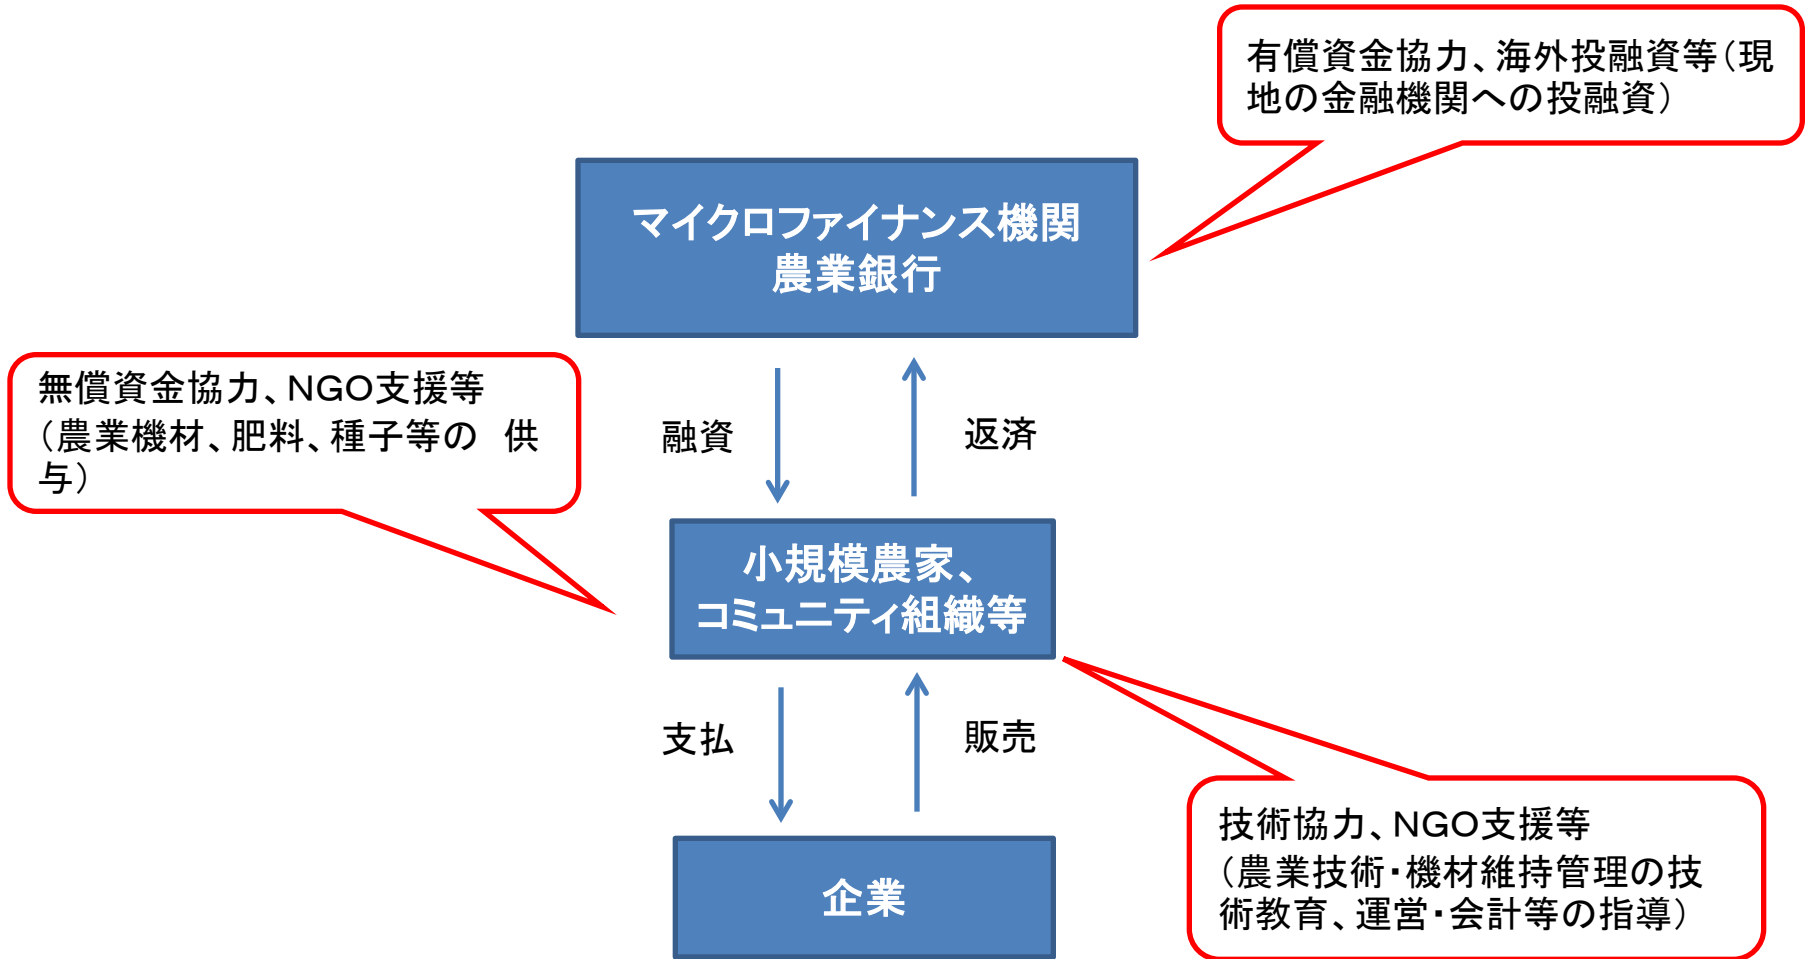 有償資金協力、海外投融資等（現
地の金融機関への投融資）
マイクロファイナンス機関
農業銀行
無償資金協力、NGO支援等
（農業機材、肥料、種子等の　供
与）
融資
返済
小規模農家、
コミュニティ組織等
支払
販売
技術協力、NGO支援等
（農業技術・機材維持管理の技
術教育、運営・会計等の指導）
企業